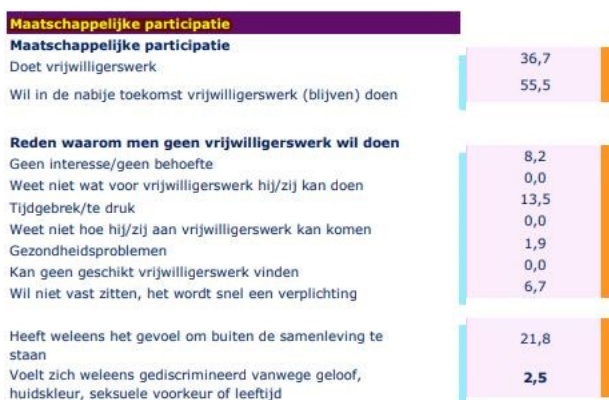 Maatschappelijke participatie
Maatschappelijke participatie
Doet vrijwilligerswerk 36,7
Wil in de nabije toekomst vrijwilligerswerk (blijven) doen 55,5
Reden waarom men geen vrijwilligerswerk wil doen
Geen interesse/geen behoefte 8,2
Weet niet wat voor vrijwilligerswerk hij/zij kan doen 0,0
Tijdgebrek/te druk 13,5
Weet niet hoe hij/zij aan vrijwilligerswerk kan komen 0,0
Gezondheidsproblemen 1,9
Kan geen geschikt vrijwilligerswerk vinden 0,0
Wil niet vast zitten, het wordt snel een verplichting 6,7
Heeft weleens het gevoel om buiten de samenleving te 21,8
staan
Voelt zich weleens gediscrimineerd vanwege geloof, 2,5
huidskleur, seksuele voorkeur of leeftijd